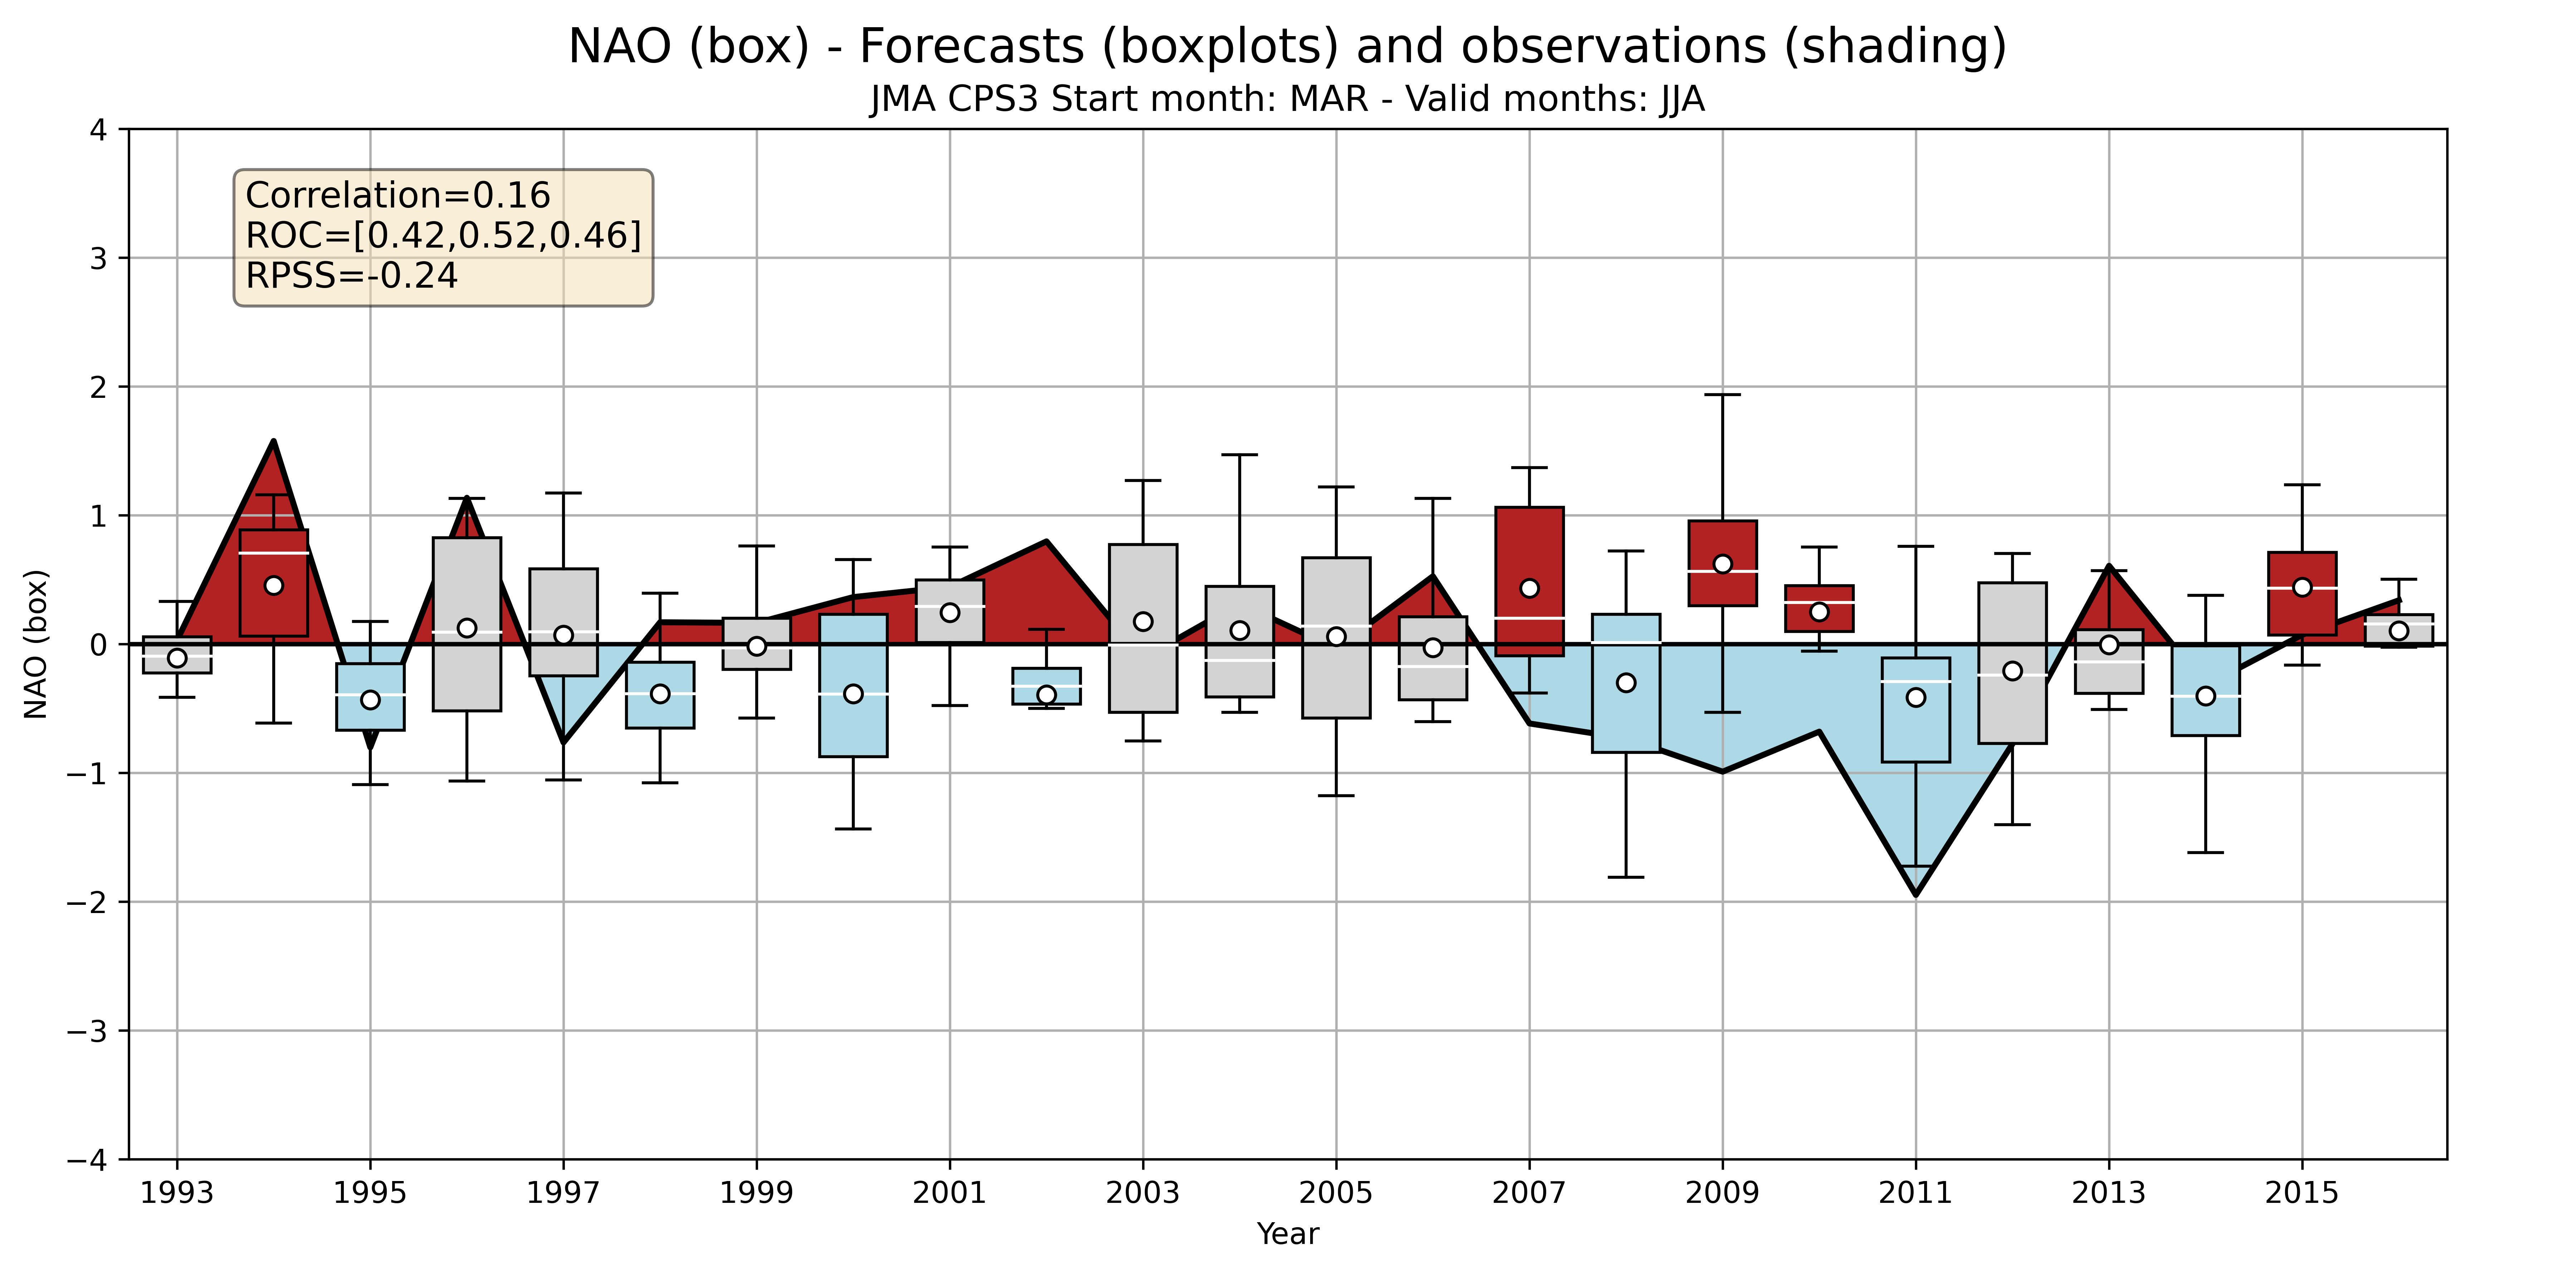 NAO (box) - Forecasts (boxplots) and observations (shading)
JMA CPS3 Start month: MAR - Valid months: JJA
Correlation=0.16
ROC=[0.42,0.52,0.46]
RPSS=-0.24
4
3
2
1
0
−1
−2
−3
−4
NAO (box)
1993 1995 1997 1999 2001 2003 2005 2007 2009 2011 2013 2015
Year